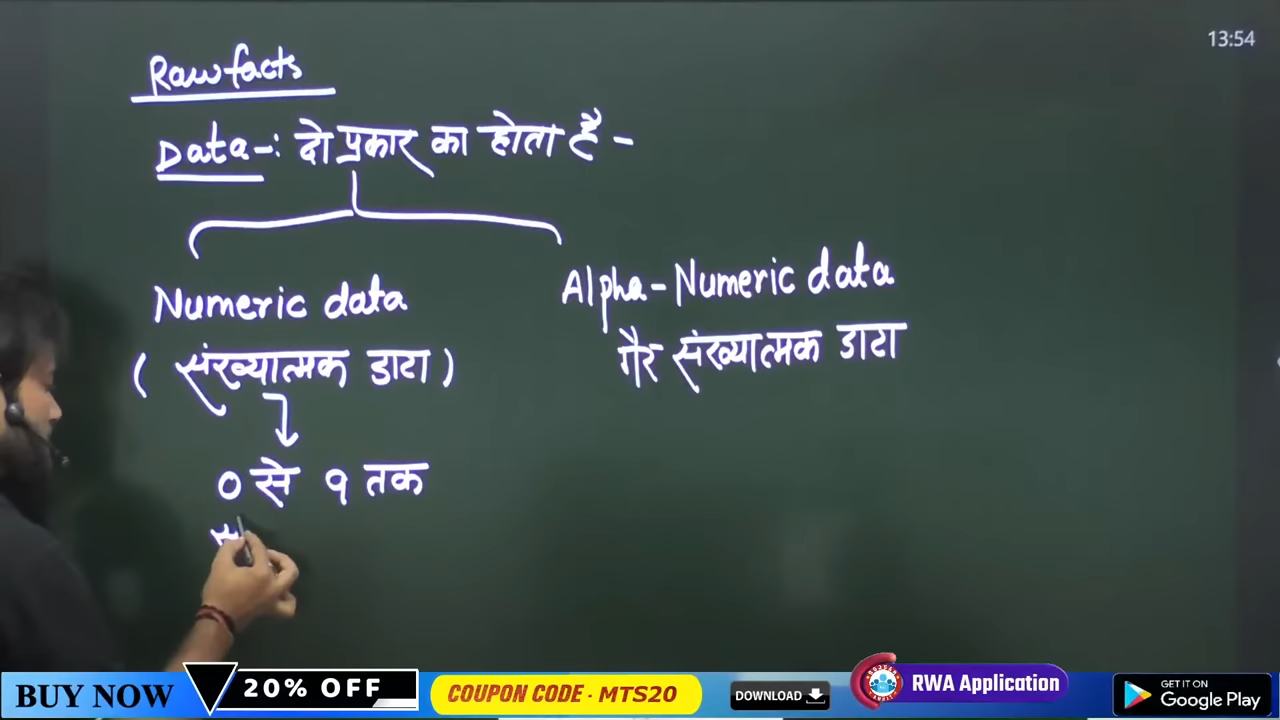 13:54
Raw facts
Data-: दो प्रकार का होता है -
Numeric data
Alpha-Numeric data
( संख्यात्मक डाटा )
गैर संख्यात्मक डाटा
0 से 9 तक
BUY NOW
20% OFF
COUPON CODE - MTS20
DOWNLOAD
RWA Application
GET IT ON
Google Play